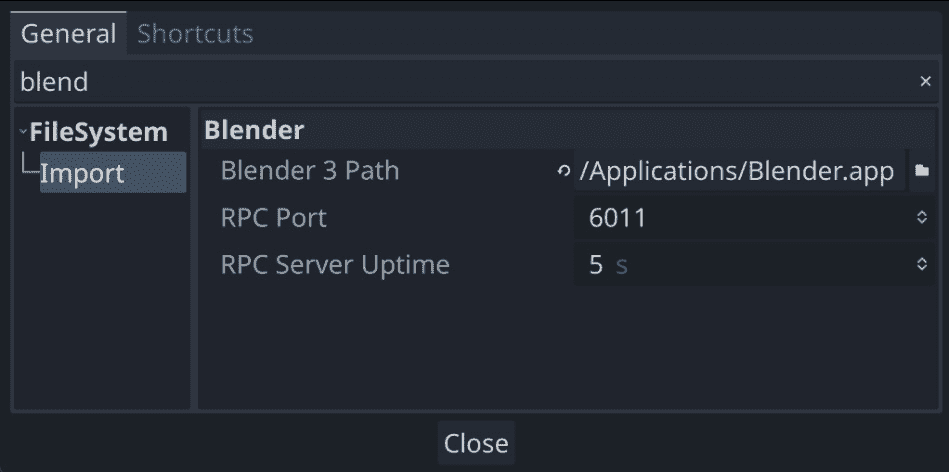 General Shortcuts
blend
FileSystem
Import
Blender
Blender 3 Path /Applications/Blender.app
RPC Port 6011
RPC Server Uptime 5 s
Close